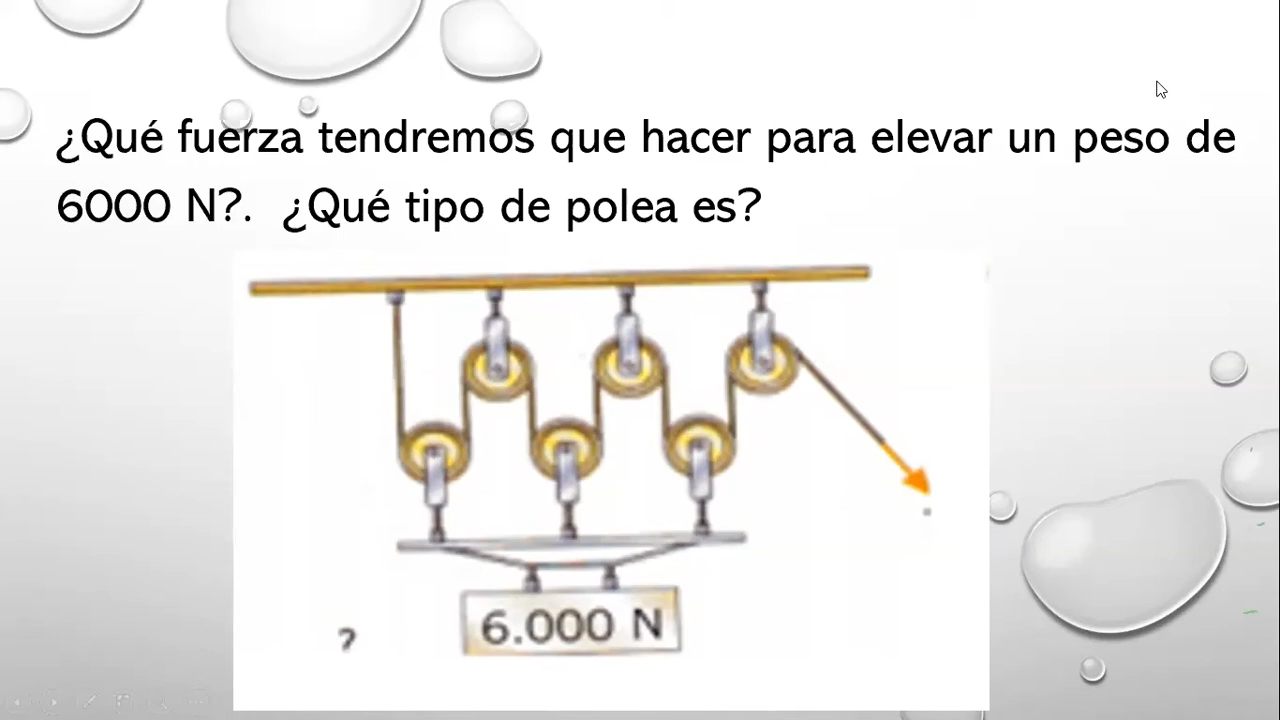 ¿Qué fuerza tendremos que hacer para elevar un peso de
6000 N?. ¿Qué tipo de polea es?
6.000 N
?